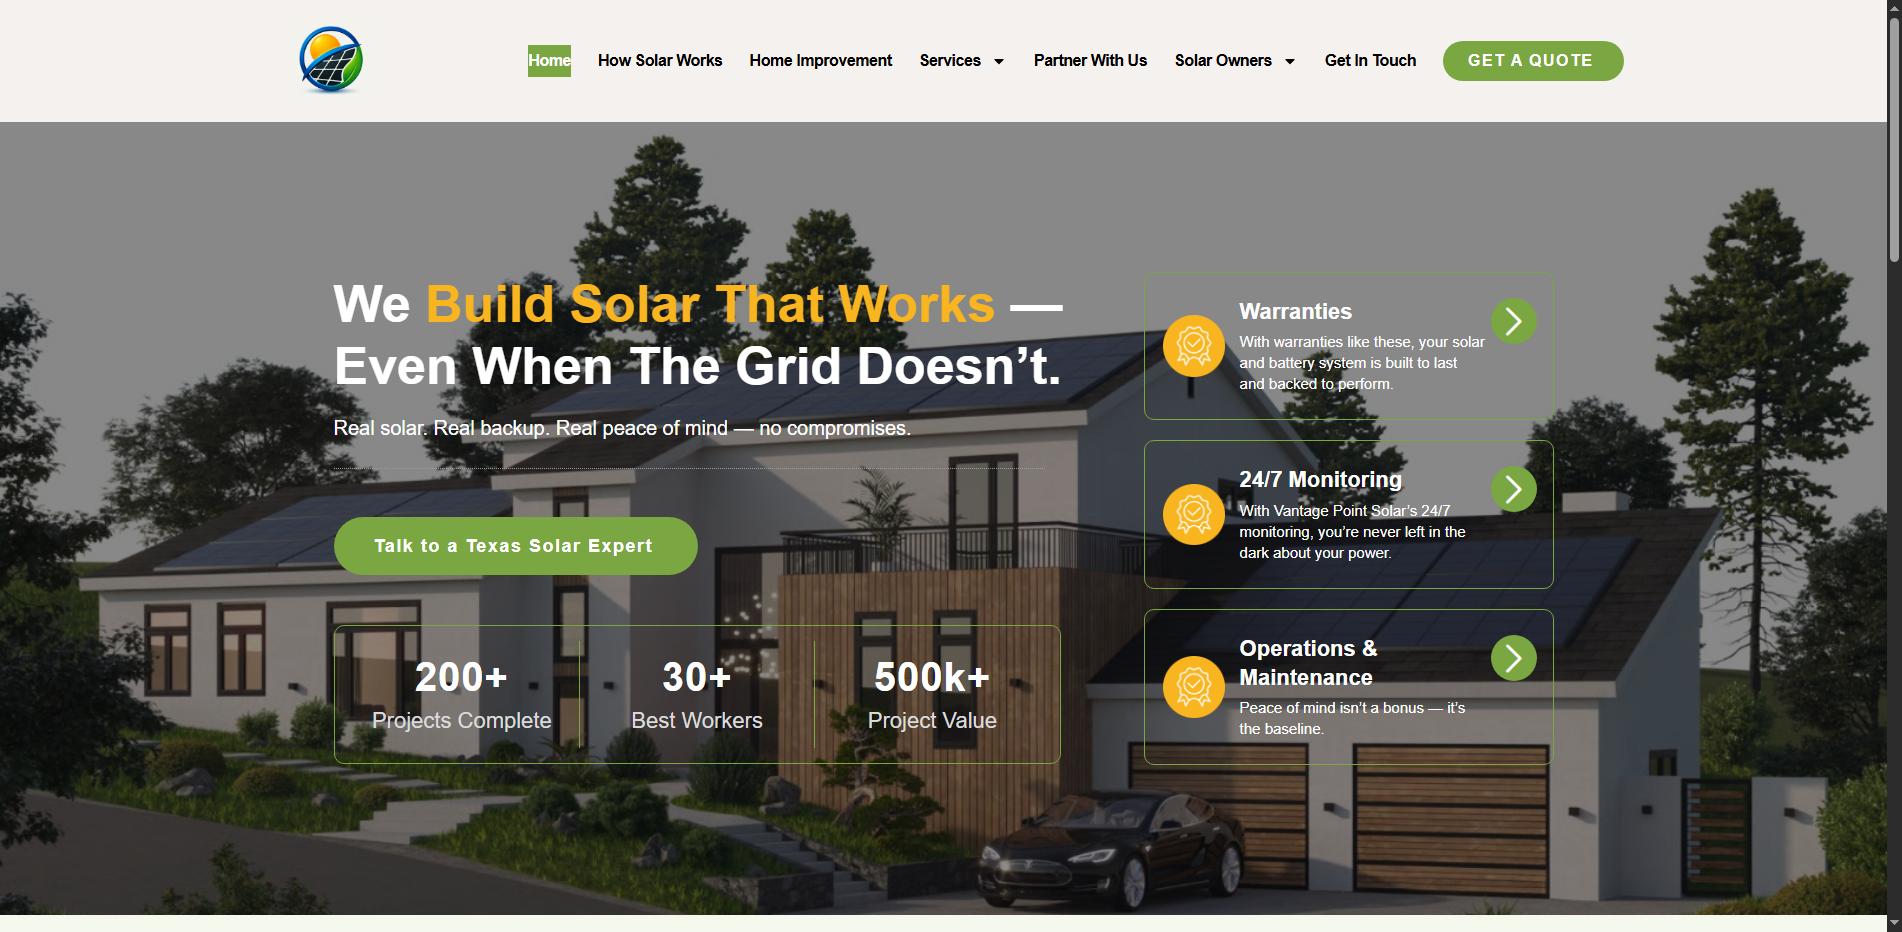 Home
How Solar Works
Home Improvement
Services
Partner With Us
Solar Owners
Get In Touch
GET A QUOTE
We Build Solar That Works —
Even When The Grid Doesn’t.
Real solar. Real backup. Real peace of mind — no compromises.
Talk to a Texas Solar Expert
200+
Projects Complete
30+
Best Workers
500k+
Project Value
Warranties
With warranties like these, your solar
and battery system is built to last
and backed to perform.
24/7 Monitoring
With Vantage Point Solar’s 24/7
monitoring, you’re never left in the
dark about your power.
Operations &
Maintenance
Peace of mind isn’t a bonus — it’s
the baseline.